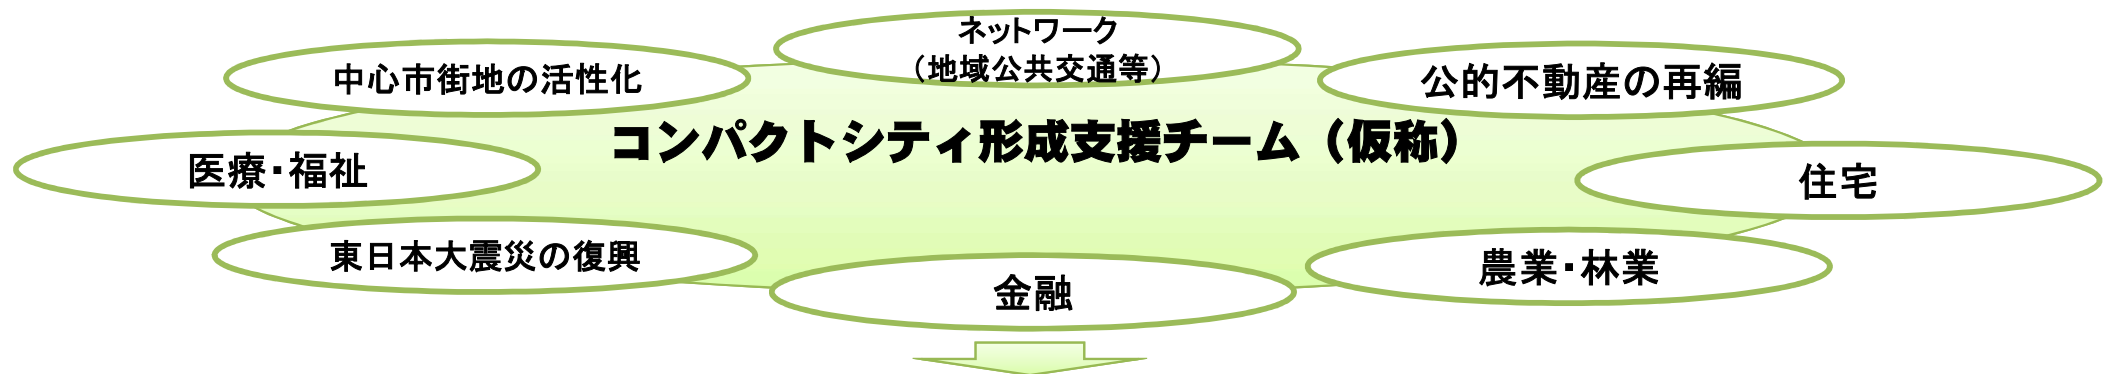 ネットワーク
（地域公共交通等）
中心市街地の活性化
公的不動産の再編
コンパクトシティ形成支援チーム（仮称）
医療・福祉
住宅
東日本大震災の復興
農業・林業
金融